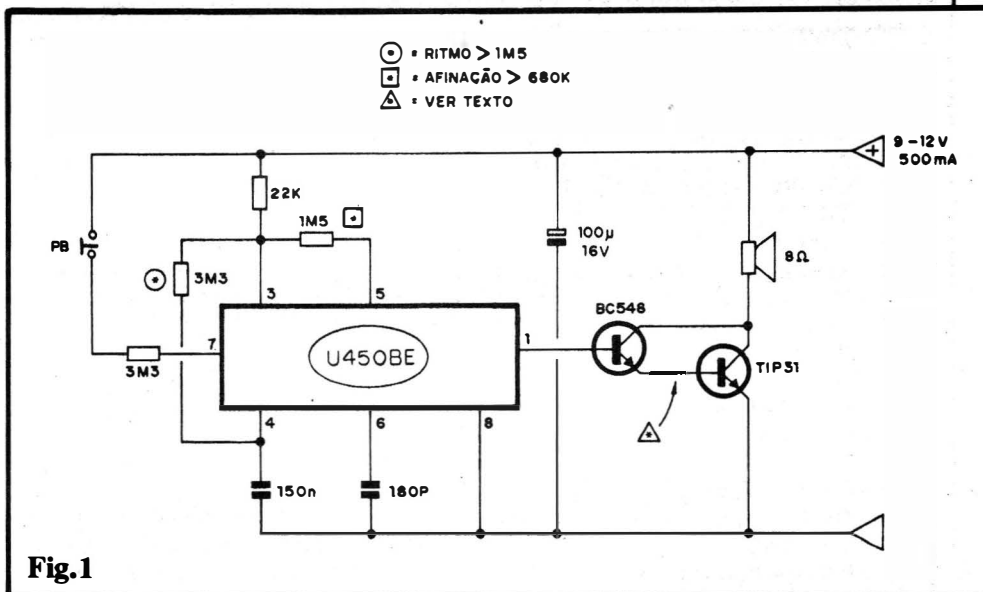 ⊙ = RITMO > 1M5
⊡ = AFINAÇÃO > 680K
= VER TEXTO
9-12V
500mA
22K
1M5
PB
3M3
3
5
100µ
16V
8Ω
BC548
3M3
7
U450BE
1
TIP31
4
6
8
150n
180P
Fig.1